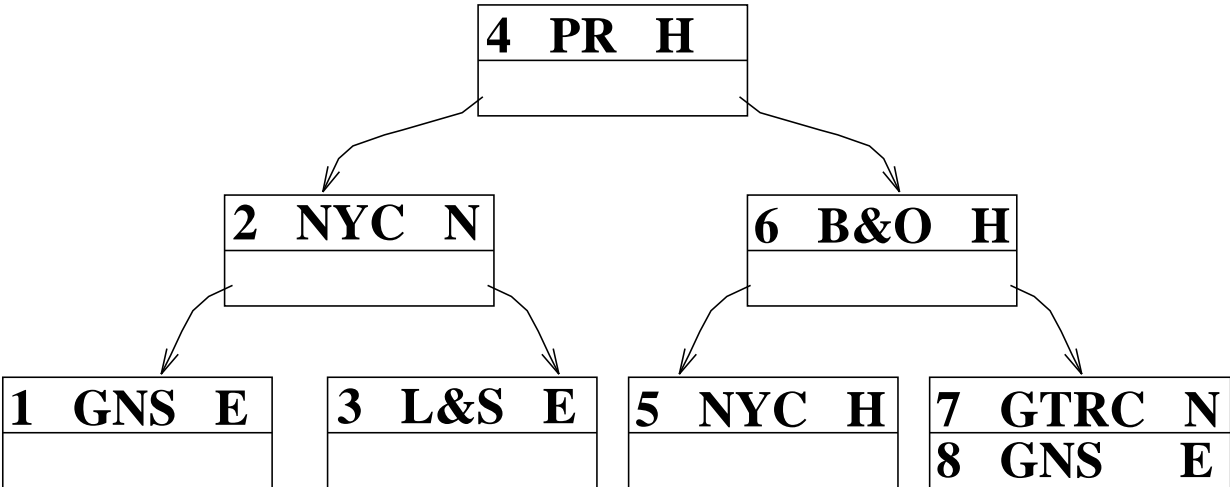 4 PR H
2 NYC N
6 B&O H
1 GNS E
3 L&S E
5 NYC H
7 GTRC N
8 GNS E